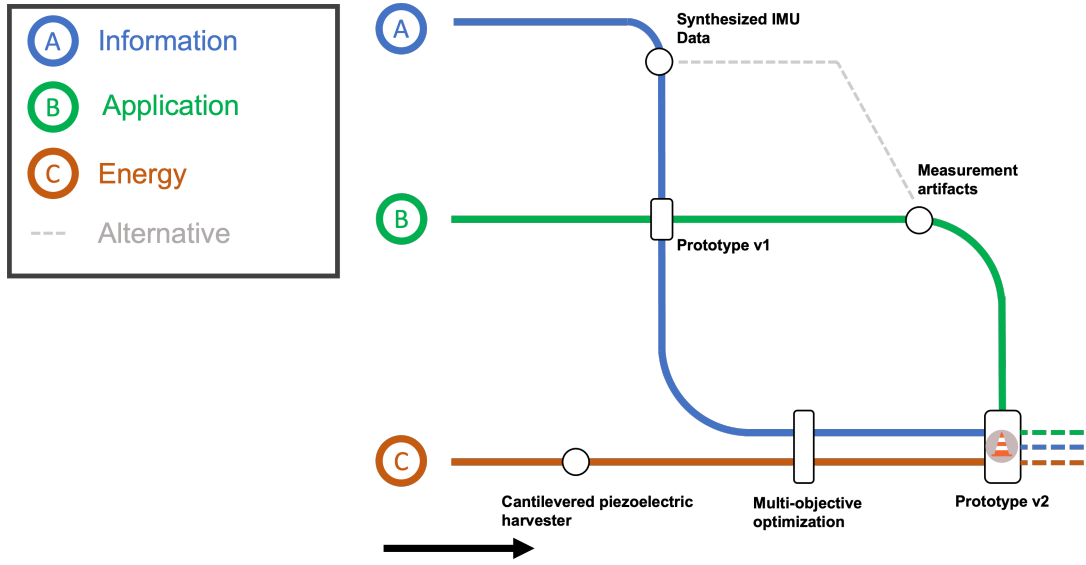 A Information
B Application
C Energy
Alternative
A
Synthesized IMU
Data
Measurement
artifacts
B
Prototype v1
C
Cantilevered piezoelectric
harvester
Multi-objective
optimization
Prototype v2